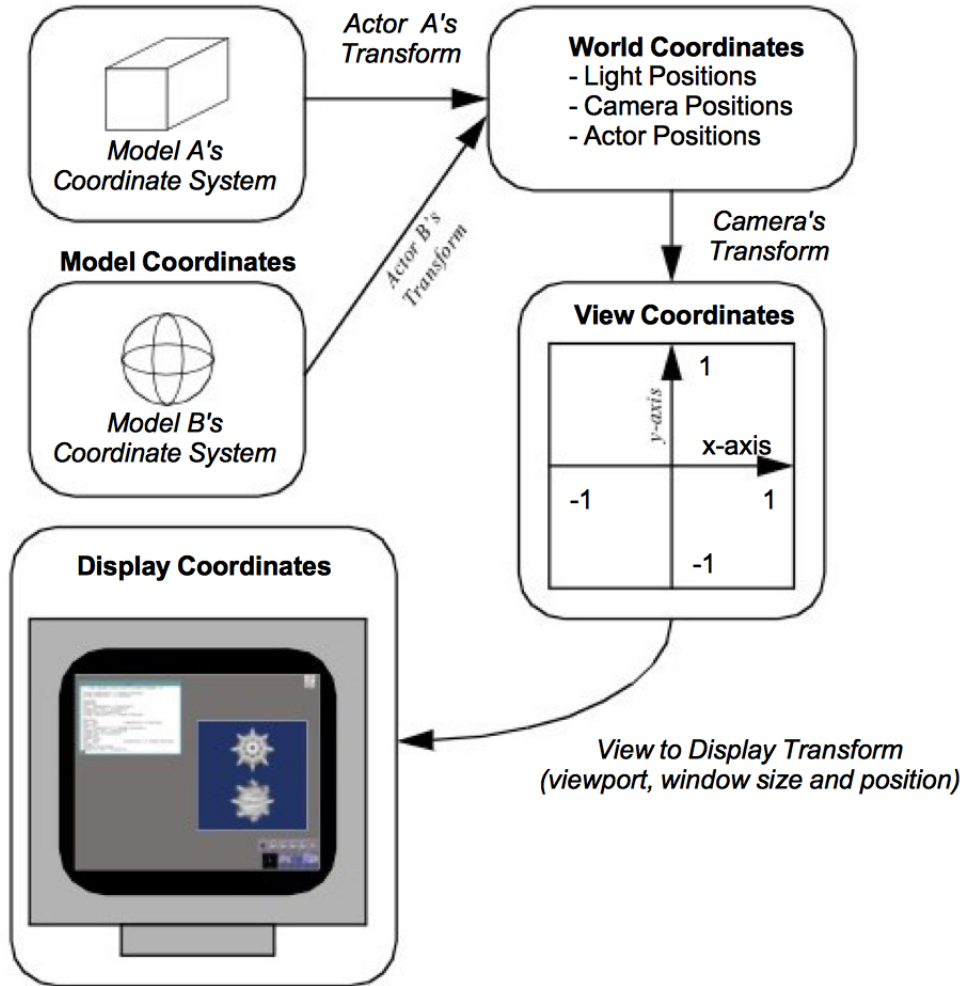 Actor A's
Transform
World Coordinates
- Light Positions
- Camera Positions
- Actor Positions
Model A's
Coordinate System
Actor B's
Transform
Camera's
Transform
Model Coordinates
Model B's
Coordinate System
View Coordinates
1
y-axis
x-axis
-1
1
-1
Display Coordinates
View to Display Transform
(viewport, window size and position)